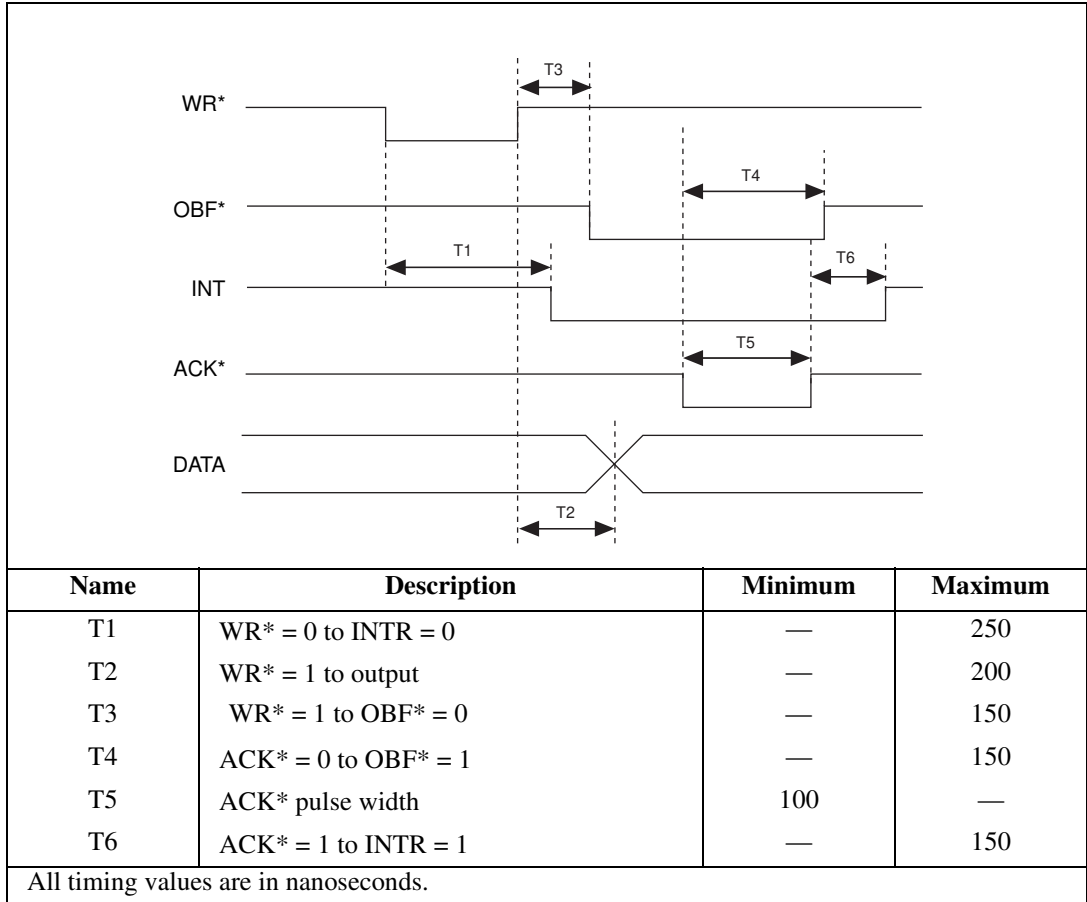 T3
WR*
T4
OBF*
T1
T6
INT
T5
ACK*
DATA
T2
Name Description Minimum Maximum
T1 WR* = 0 to INTR = 0 — 250
T2 WR* = 1 to output — 200
T3 WR* = 1 to OBF* = 0 — 150
T4 ACK* = 0 to OBF* = 1 — 150
T5 ACK* pulse width 100 —
T6 ACK* = 1 to INTR = 1 — 150
All timing values are in nanoseconds.